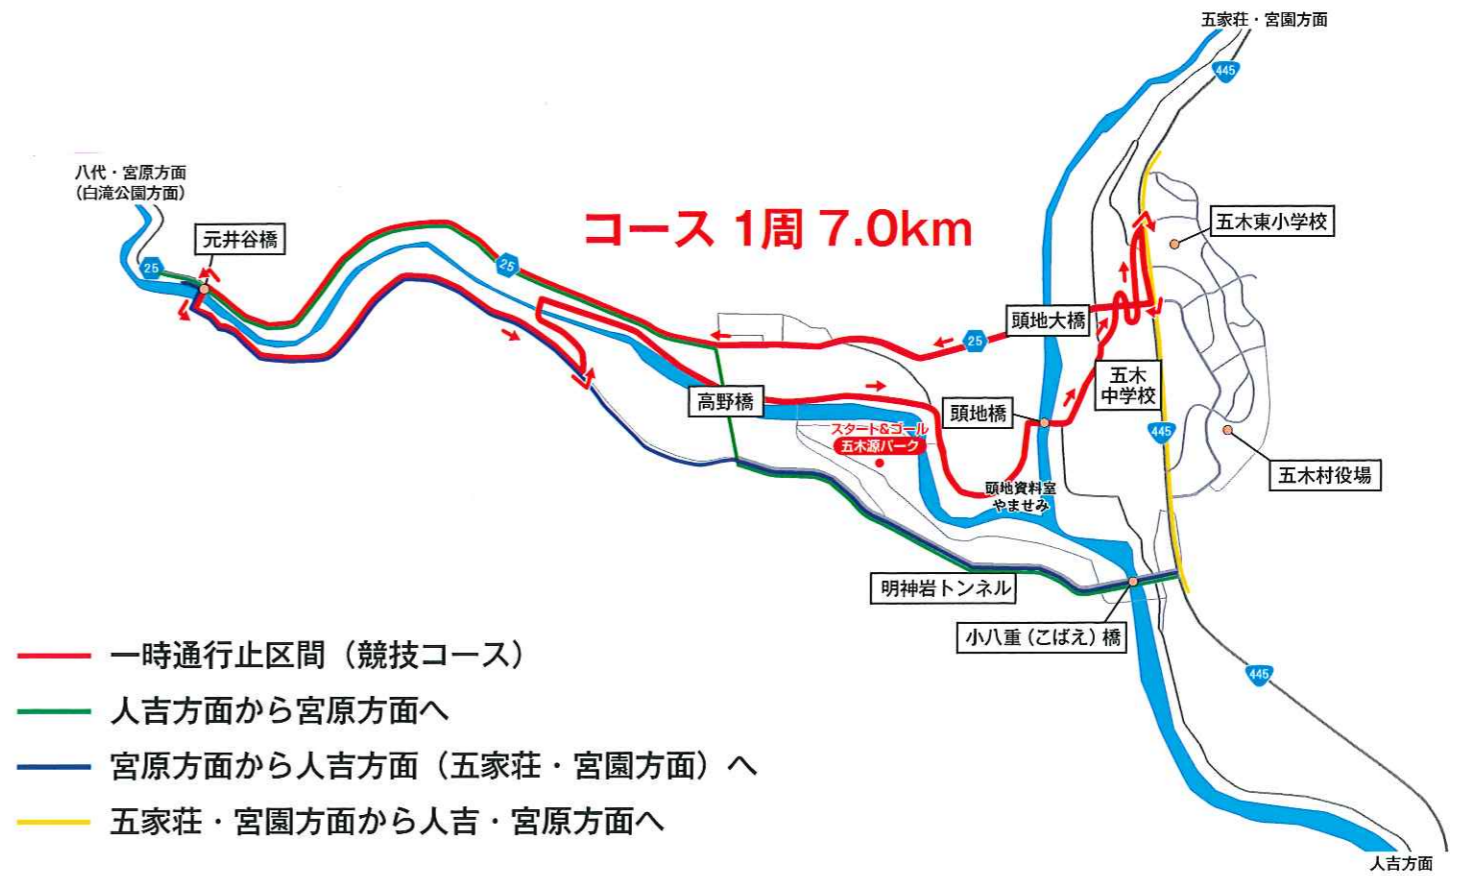 五家荘・宮園方面
445
八代・宮原方面
(白滝公園方面)
元井谷橋
25
25
コース 1周 7.0km
五木東小学校
頭地大橋
25
五木
中学校
高野橋
頭地橋
445
スタート&ゴール
五木源パーク
五木村役場
頭地資料室
やませみ
明神岩トンネル
小八重(こばえ)橋
445
人吉方面
一時通行止区間(競技コース)
人吉方面から宮原方面へ
宮原方面から人吉方面(五家荘・宮園方面)へ
五家荘・宮園方面から人吉・宮原方面へ